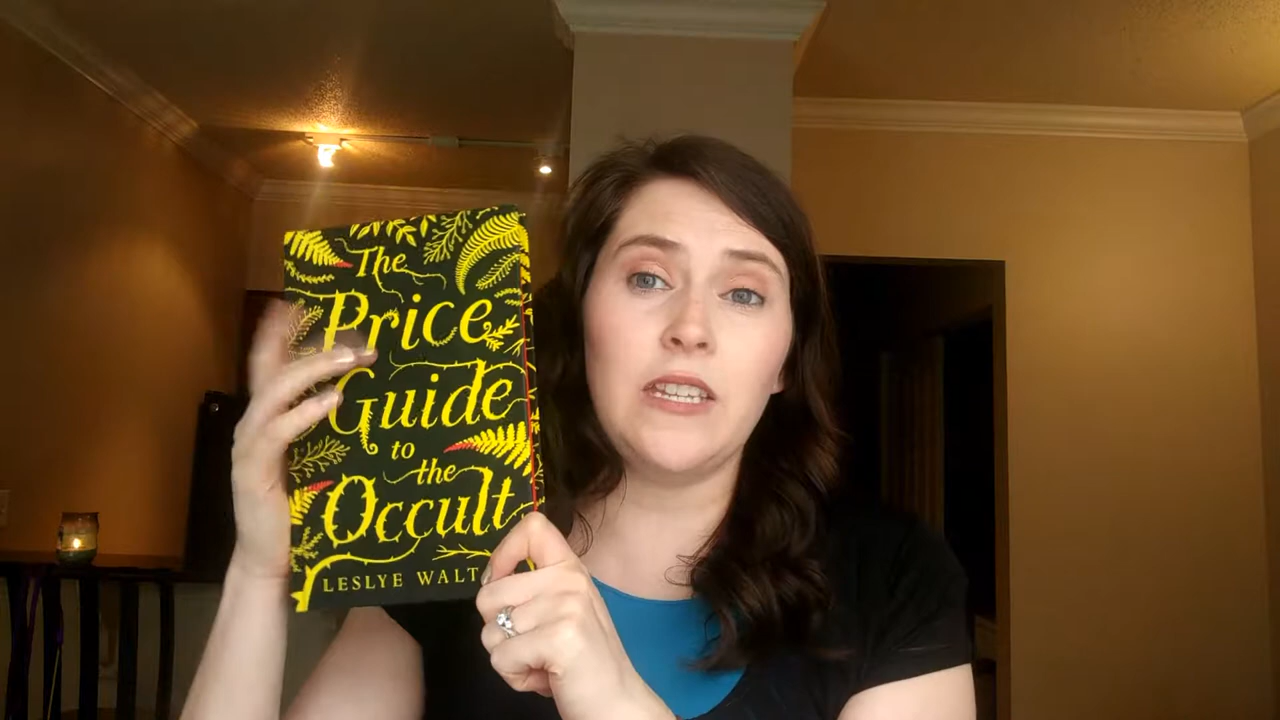 The
Price
Guide
to
the
Occult
LESLYE WALT